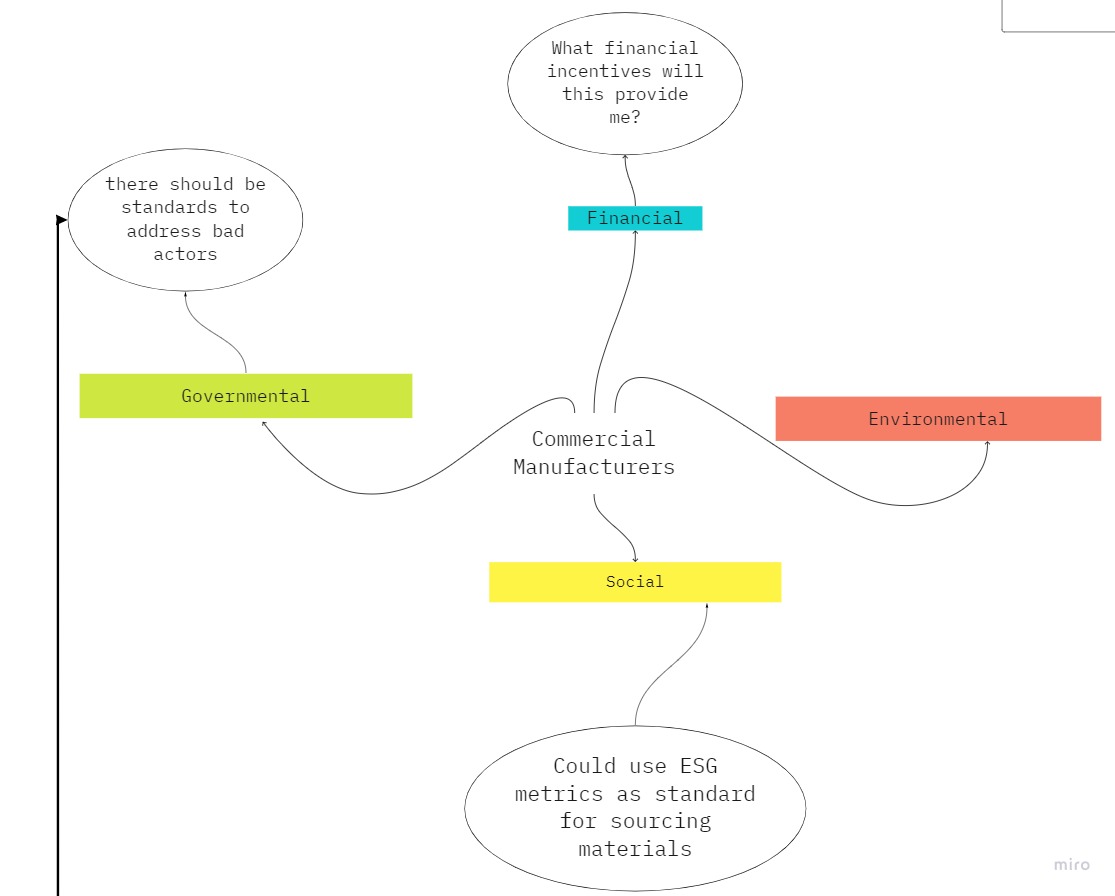 What financial
incentives will
this provide
me?
there should be
standards to
address bad
actors
Financial
Governmental
Environmental
Commercial
Manufacturers
Social
Could use ESG
metrics as standard
for sourcing
materials
miro